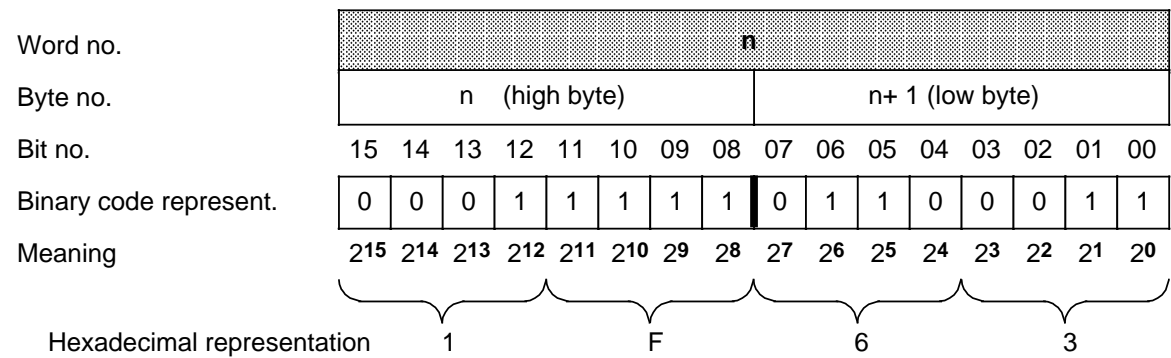 Word no. n
Byte no. n (high byte) n+ 1 (low byte)
Bit no. 15 14 13 12 11 10 09 08 07 06 05 04 03 02 01 00
Binary code represent. 0 0 0 1 1 1 1 1 0 1 1 0 0 0 1 1
Meaning 2¹⁵ 2¹⁴ 2¹³ 2¹² 2¹¹ 2¹⁰ 2⁹ 2⁸ 2⁷ 2⁶ 2⁵ 2⁴ 2³ 2² 2¹ 2⁰
Hexadecimal representation 1 F 6 3